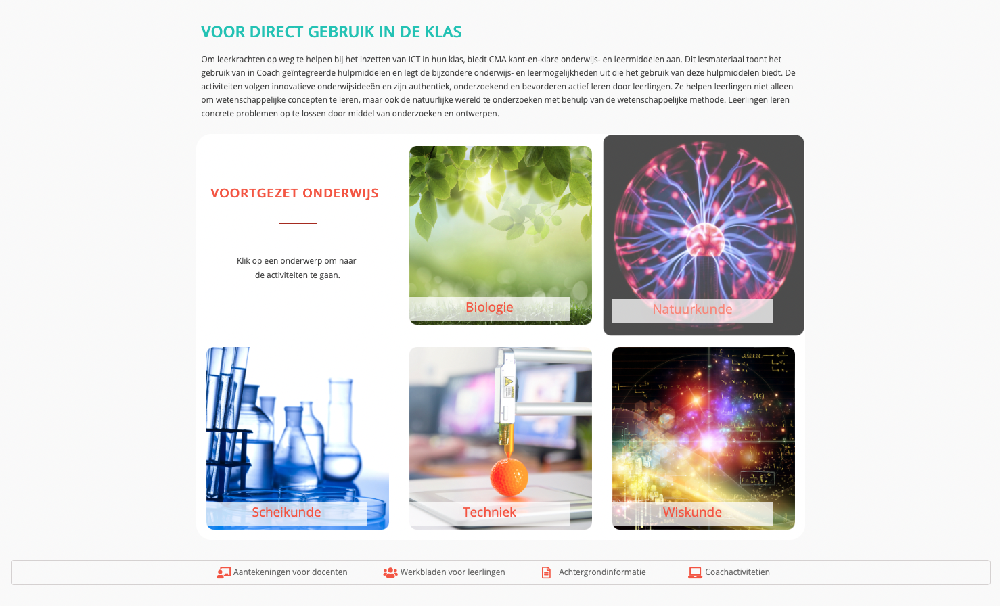 VOOR DIRECT GEBRUIK IN DE KLAS
Om leerkrachten op weg te helpen bij het inzetten van ICT in hun klas, biedt CMA kant-en-klare onderwijs- en leermiddelen aan. Dit lesmateriaal toont het
gebruik van in Coach geïntegreerde hulpmiddelen en legt de bijzondere onderwijs- en leermogelijkheden uit die het gebruik van deze hulpmiddelen biedt. De
activiteiten volgen innovatieve onderwijsideeën en zijn authentiek, onderzoekend en bevorderen actief leren door leerlingen. Ze helpen leerlingen niet alleen
om wetenschappelijke concepten te leren, maar ook de natuurlijke wereld te onderzoeken met behulp van de wetenschappelijke methode. Leerlingen leren
concrete problemen op te lossen door middel van onderzoeken en ontwerpen.
VOORTGEZET ONDERWIJS
Klik op een onderwerp om naar
de activiteiten te gaan.
Biologie
Natuurkunde
Scheikunde
Techniek
Wiskunde
Aantekeningen voor docenten
Werkbladen voor leerlingen
Achtergrondinformatie
Coachactivitetien